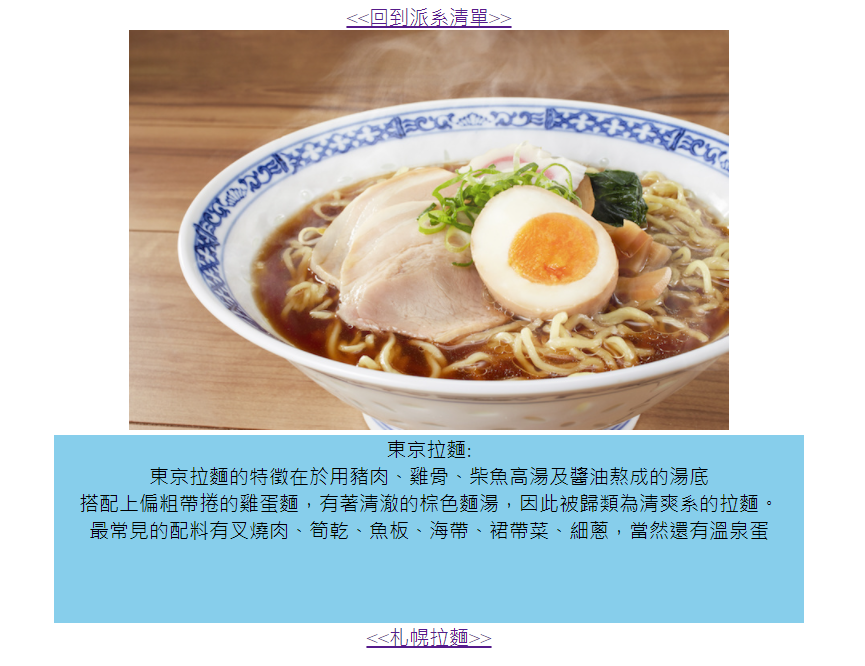 <<回到派系清單>>
東京拉麵:
東京拉麵的特徵在於用豬肉、雞骨、柴魚高湯及醬油熬成的湯底
搭配上偏粗帶捲的雞蛋麵，有著清澈的棕色麵湯，因此被歸類為清爽系的拉麵。
最常見的配料有叉燒肉、筍乾、魚板、海帶、裙帶菜、細蔥，當然還有溫泉蛋
<<札幌拉麵>>